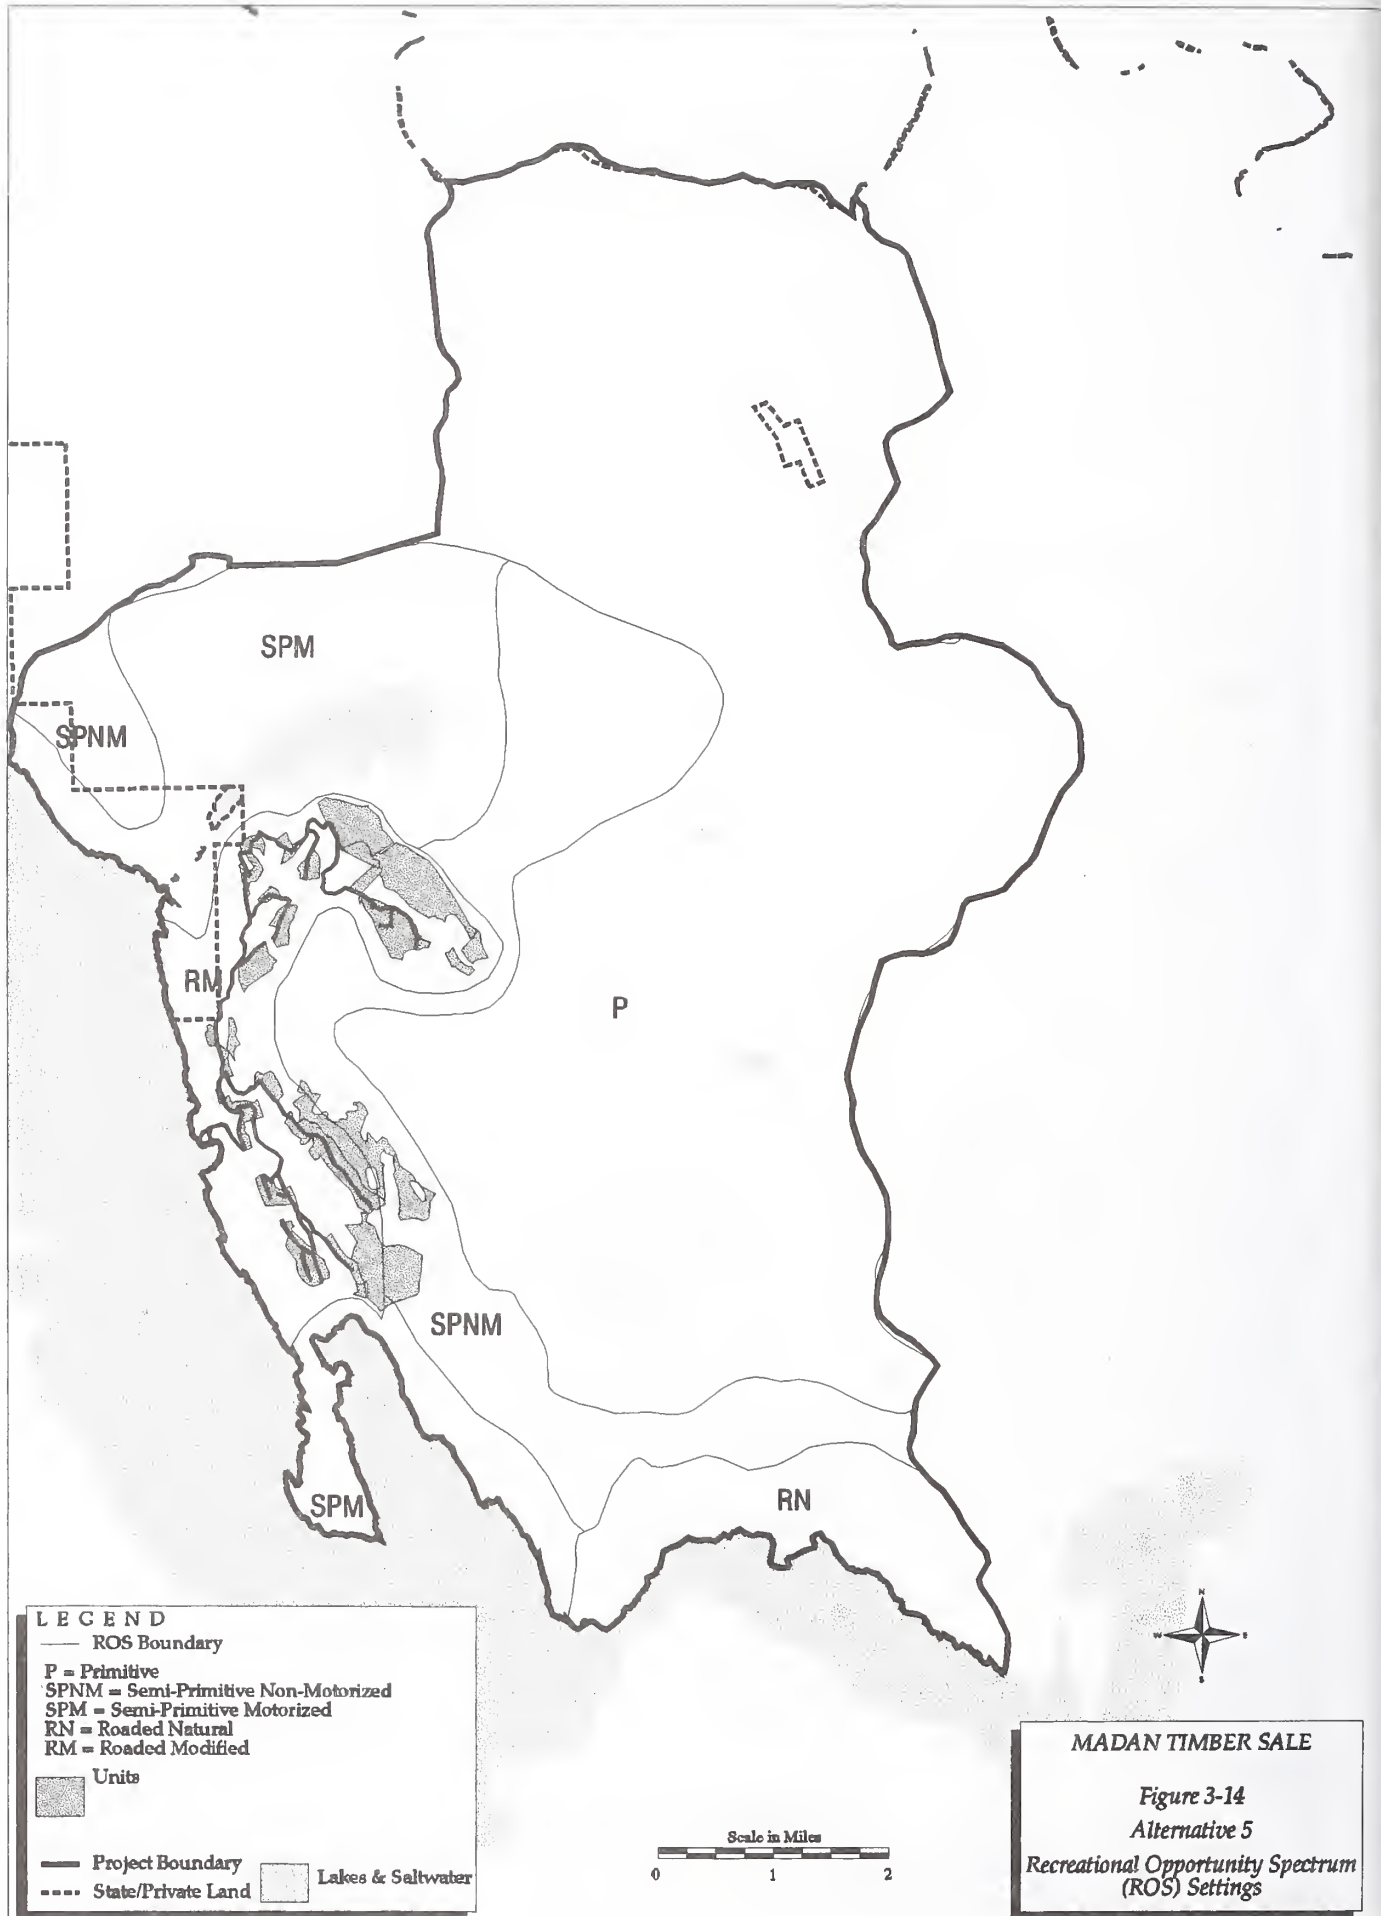 SPM
SPNM
RM
P
SPNM
SPM
RN
LEGEND
ROS Boundary
P = Primitive
SPNM = Semi-Primitive Non-Motorized
SPM = Semi-Primitive Motorized
RN = Roaded Natural
RM = Roaded Modified
Units
Project Boundary
State/Private Land
Lakes & Saltwater
Scale in Miles
0 1 2
N
W E
S
MADAN TIMBER SALE
Figure 3-14
Alternative 5
Recreational Opportunity Spectrum
(ROS) Settings